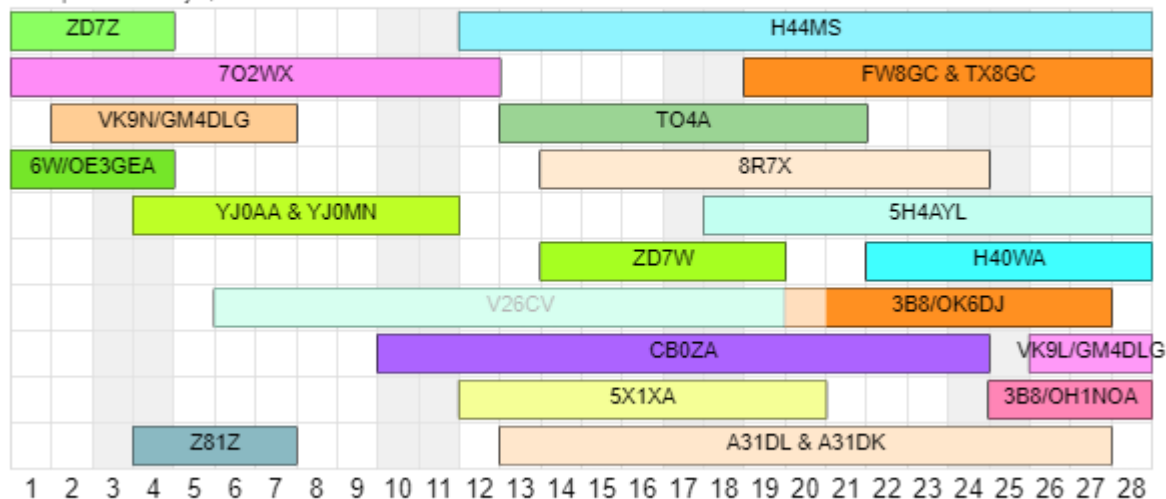 ZD7Z H44MS
7O2WX FW8GC & TX8GC
VK9N/GM4DLG TO4A
6W/OE3GEA 8R7X
YJ0AA & YJ0MN 5H4AYL
ZD7W H40WA
V26CV 3B8/OK6DJ
CB0ZA VK9L/GM4DLG
5X1XA 3B8/OH1NOA
Z81Z A31DL & A31DK
1 2 3 4 5 6 7 8 9 10 11 12 13 14 15 16 17 18 19 20 21 22 23 24 25 26 27 28